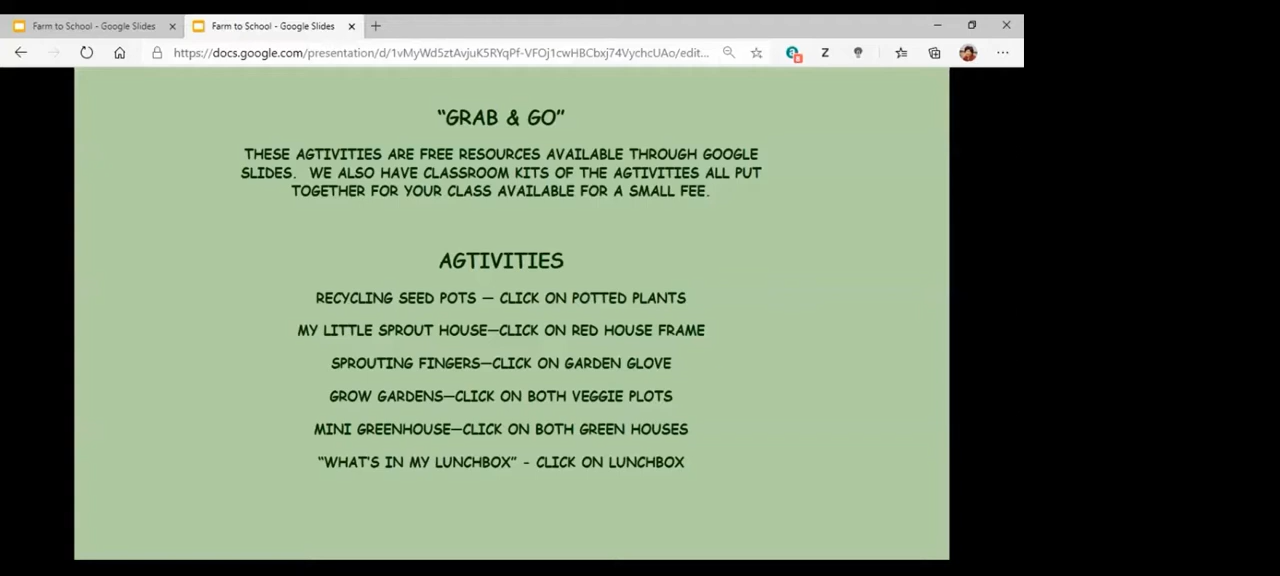 Farm to School - Google Slides
Farm to School - Google Slides
https://docs.google.com/presentation/d/1vMyWd5ztAvjuK5RYqPf-VFOj1cwHBCbxj74VychcUAo/edit...
"GRAB & GO"
THESE AGTIVITIES ARE FREE RESOURCES AVAILABLE THROUGH GOOGLE
SLIDES. WE ALSO HAVE CLASSROOM KITS OF THE AGTIVITIES ALL PUT
TOGETHER FOR YOUR CLASS AVAILABLE FOR A SMALL FEE.
AGTIVITIES
RECYCLING SEED POTS — CLICK ON POTTED PLANTS
MY LITTLE SPROUT HOUSE—CLICK ON RED HOUSE FRAME
SPROUTING FINGERS—CLICK ON GARDEN GLOVE
GROW GARDENS—CLICK ON BOTH VEGGIE PLOTS
MINI GREENHOUSE—CLICK ON BOTH GREEN HOUSES
"WHAT'S IN MY LUNCHBOX" - CLICK ON LUNCHBOX